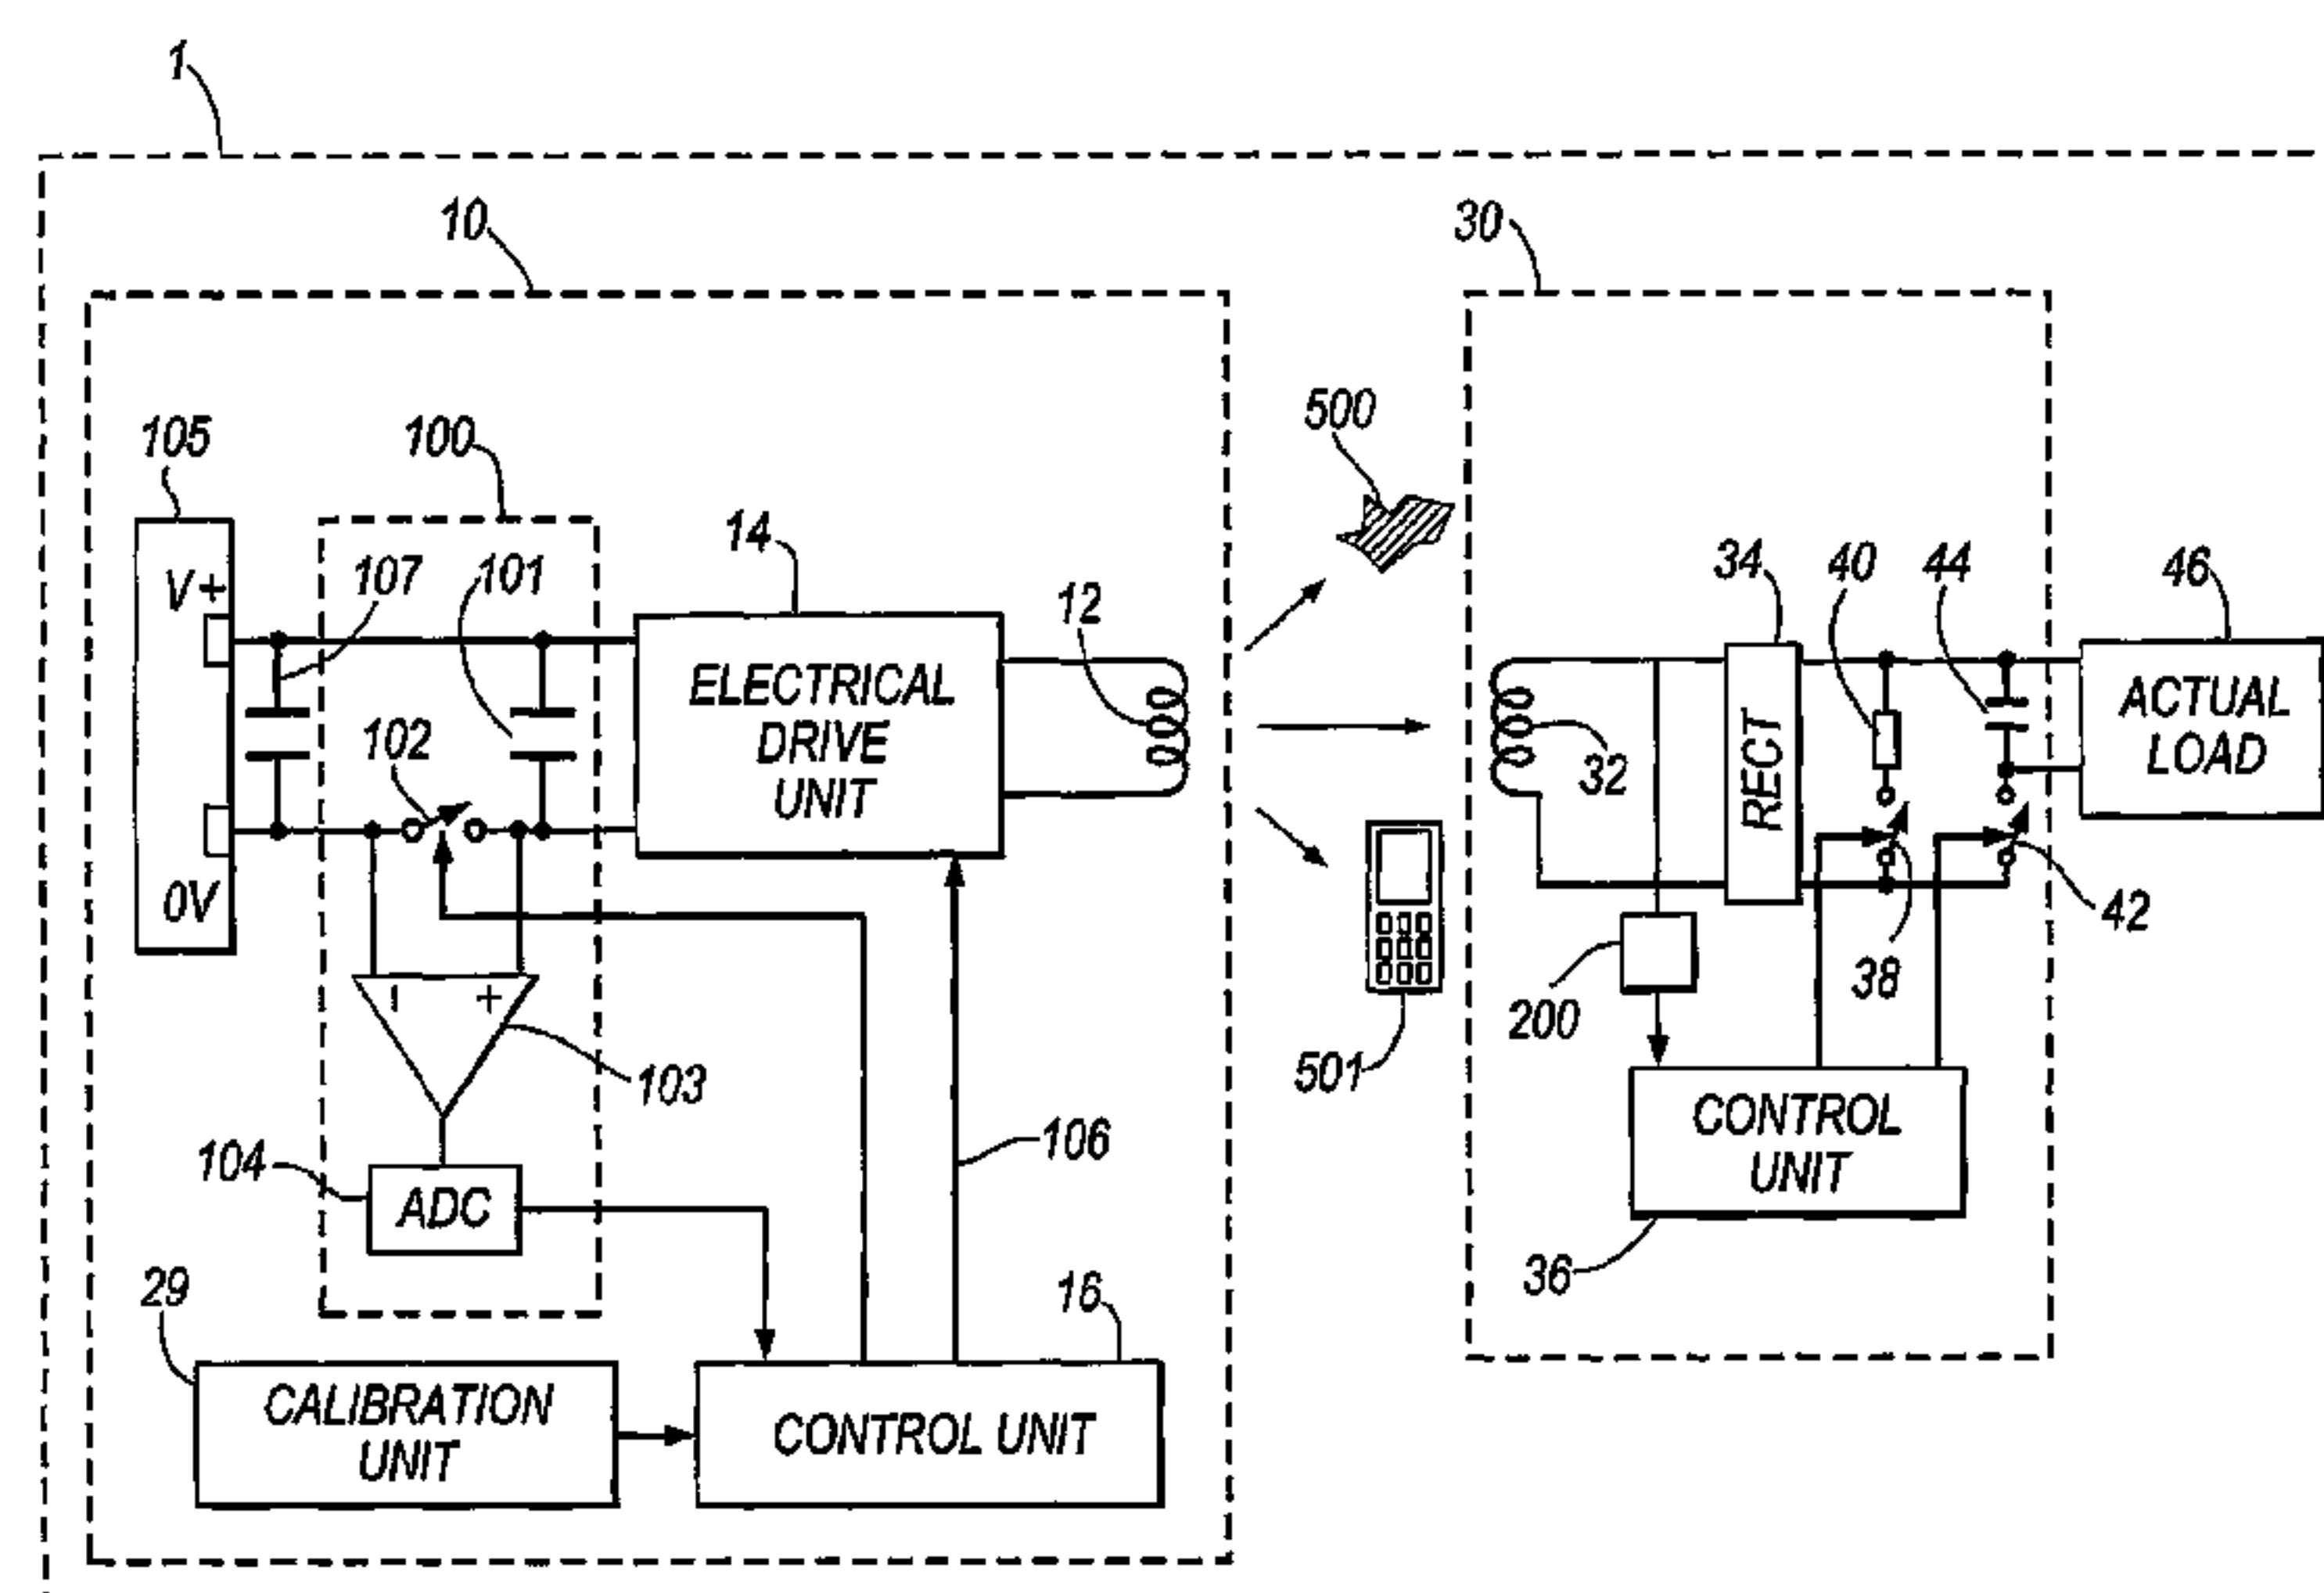 1
10
30
500
105
100
14
34
40
44
46
107
101
12
V+
ELECTRICAL
DRIVE
UNIT
102
32
RECT
ACTUAL
LOAD
0V
42
38
200
- +
501
103
CONTROL
UNIT
104
ADC
106
36
29
16
CALIBRATION
UNIT
CONTROL UNIT